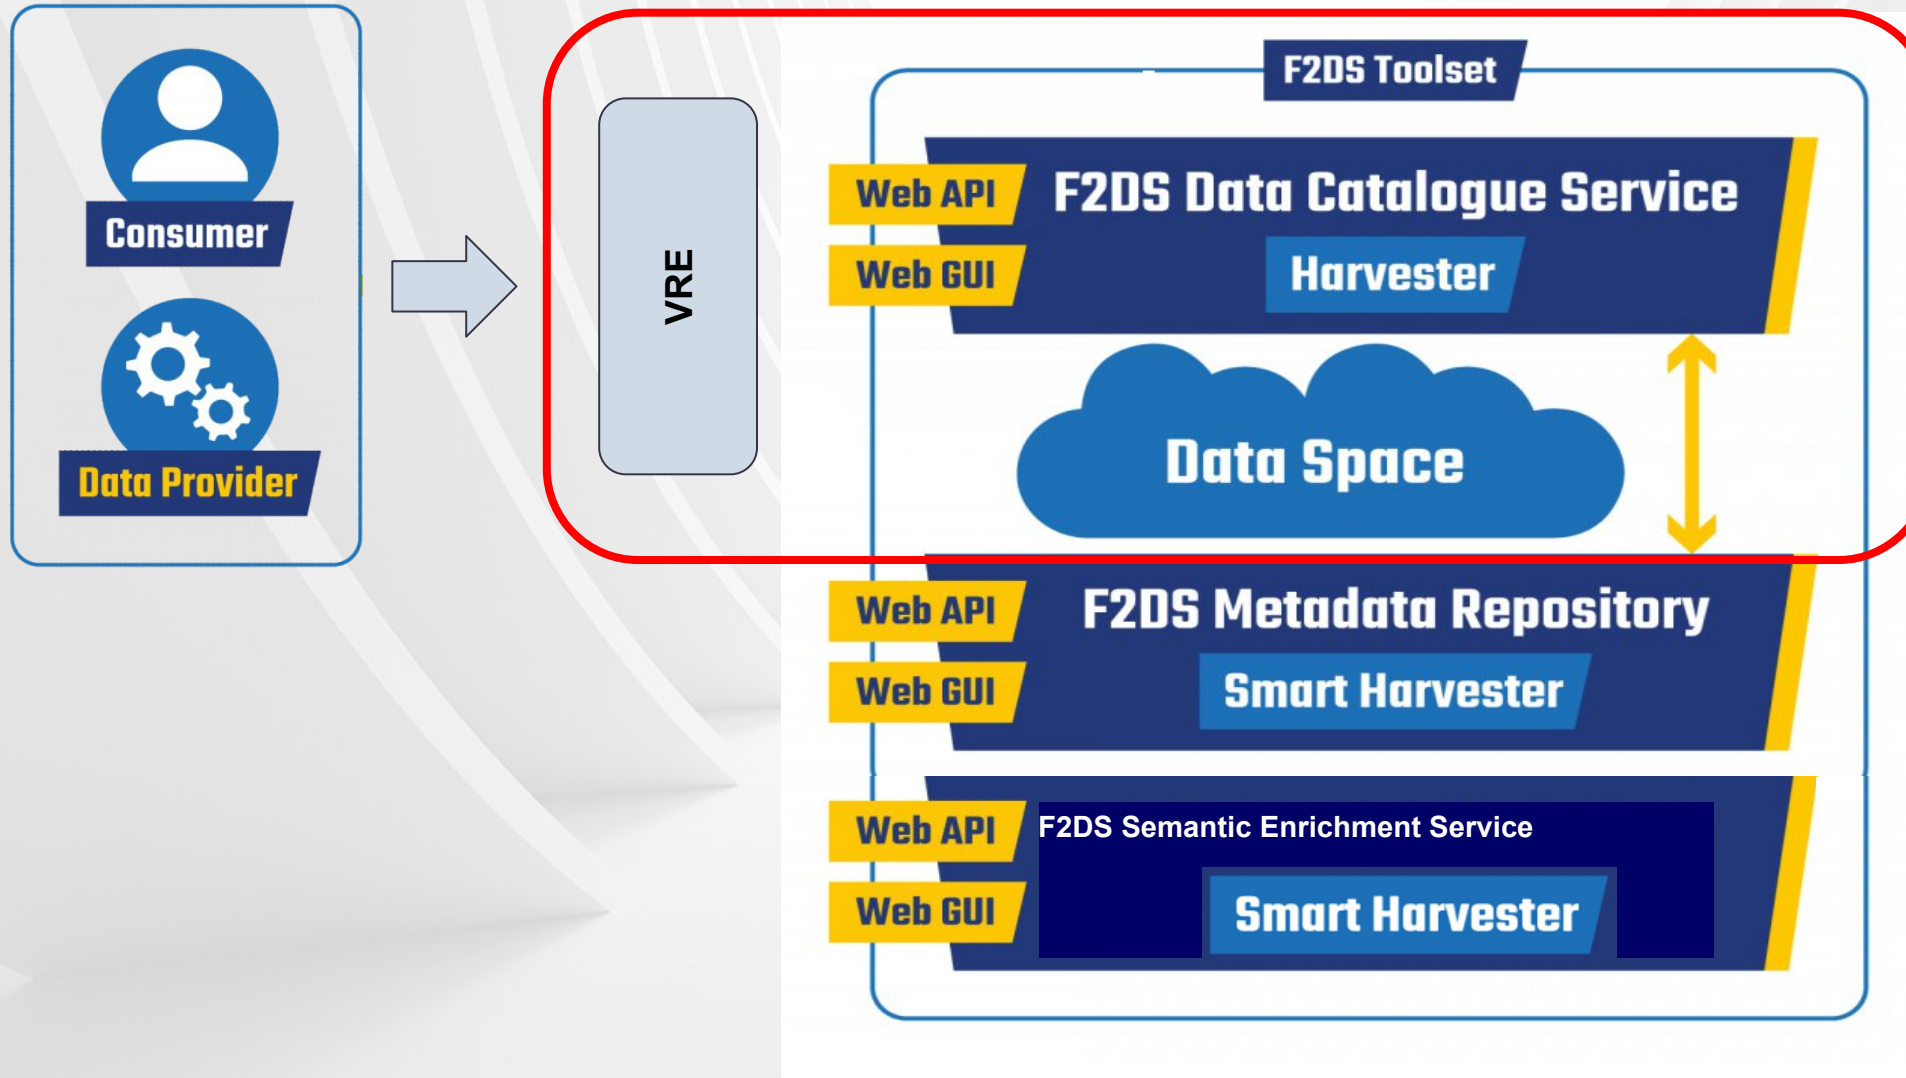 Consumer
Data Provider
VRE
F2DS Toolset
Web API
F2DS Data Catalogue Service
Web GUI
Harvester
Data Space
Web API
F2DS Metadata Repository
Web GUI
Smart Harvester
Web API
F2DS Semantic Enrichment Service
Web GUI
Smart Harvester